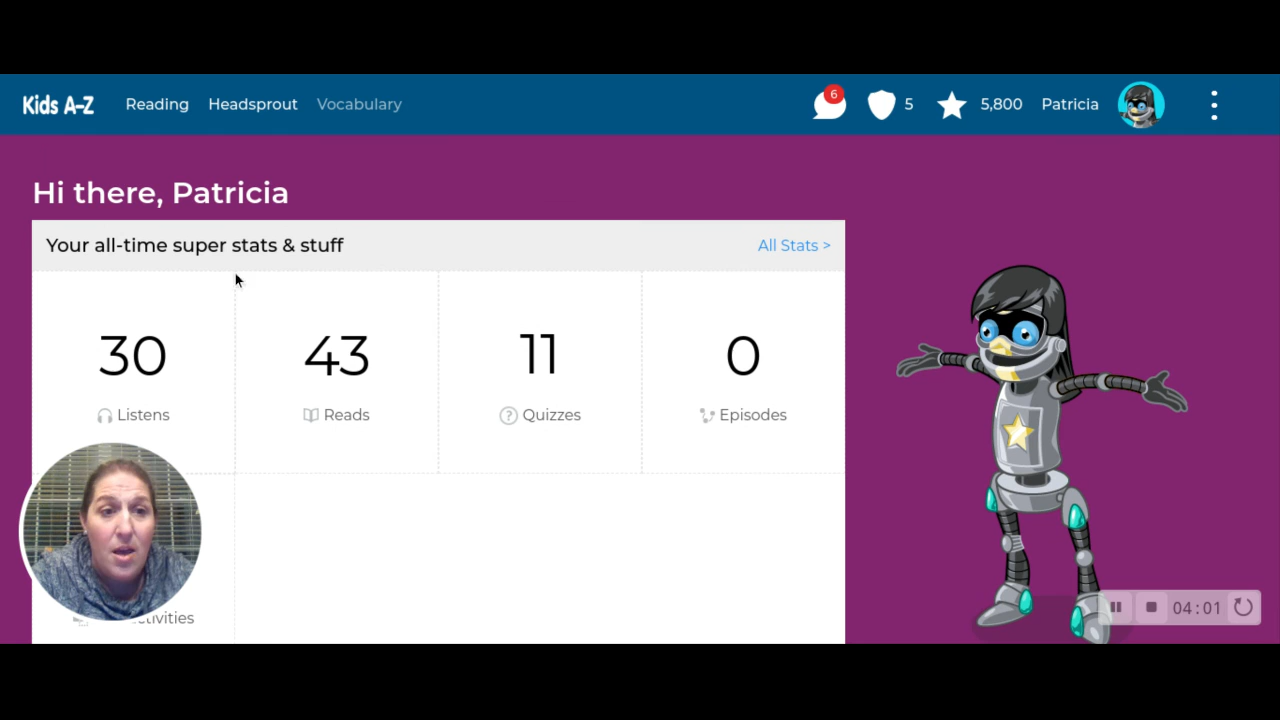 Kids A-Z Reading Headsprout Vocabulary 6 5 5,800 Patricia
Hi there, Patricia
Your all-time super stats & stuff All Stats >
30 43 11 0
Listens Reads Quizzes Episodes
04:01